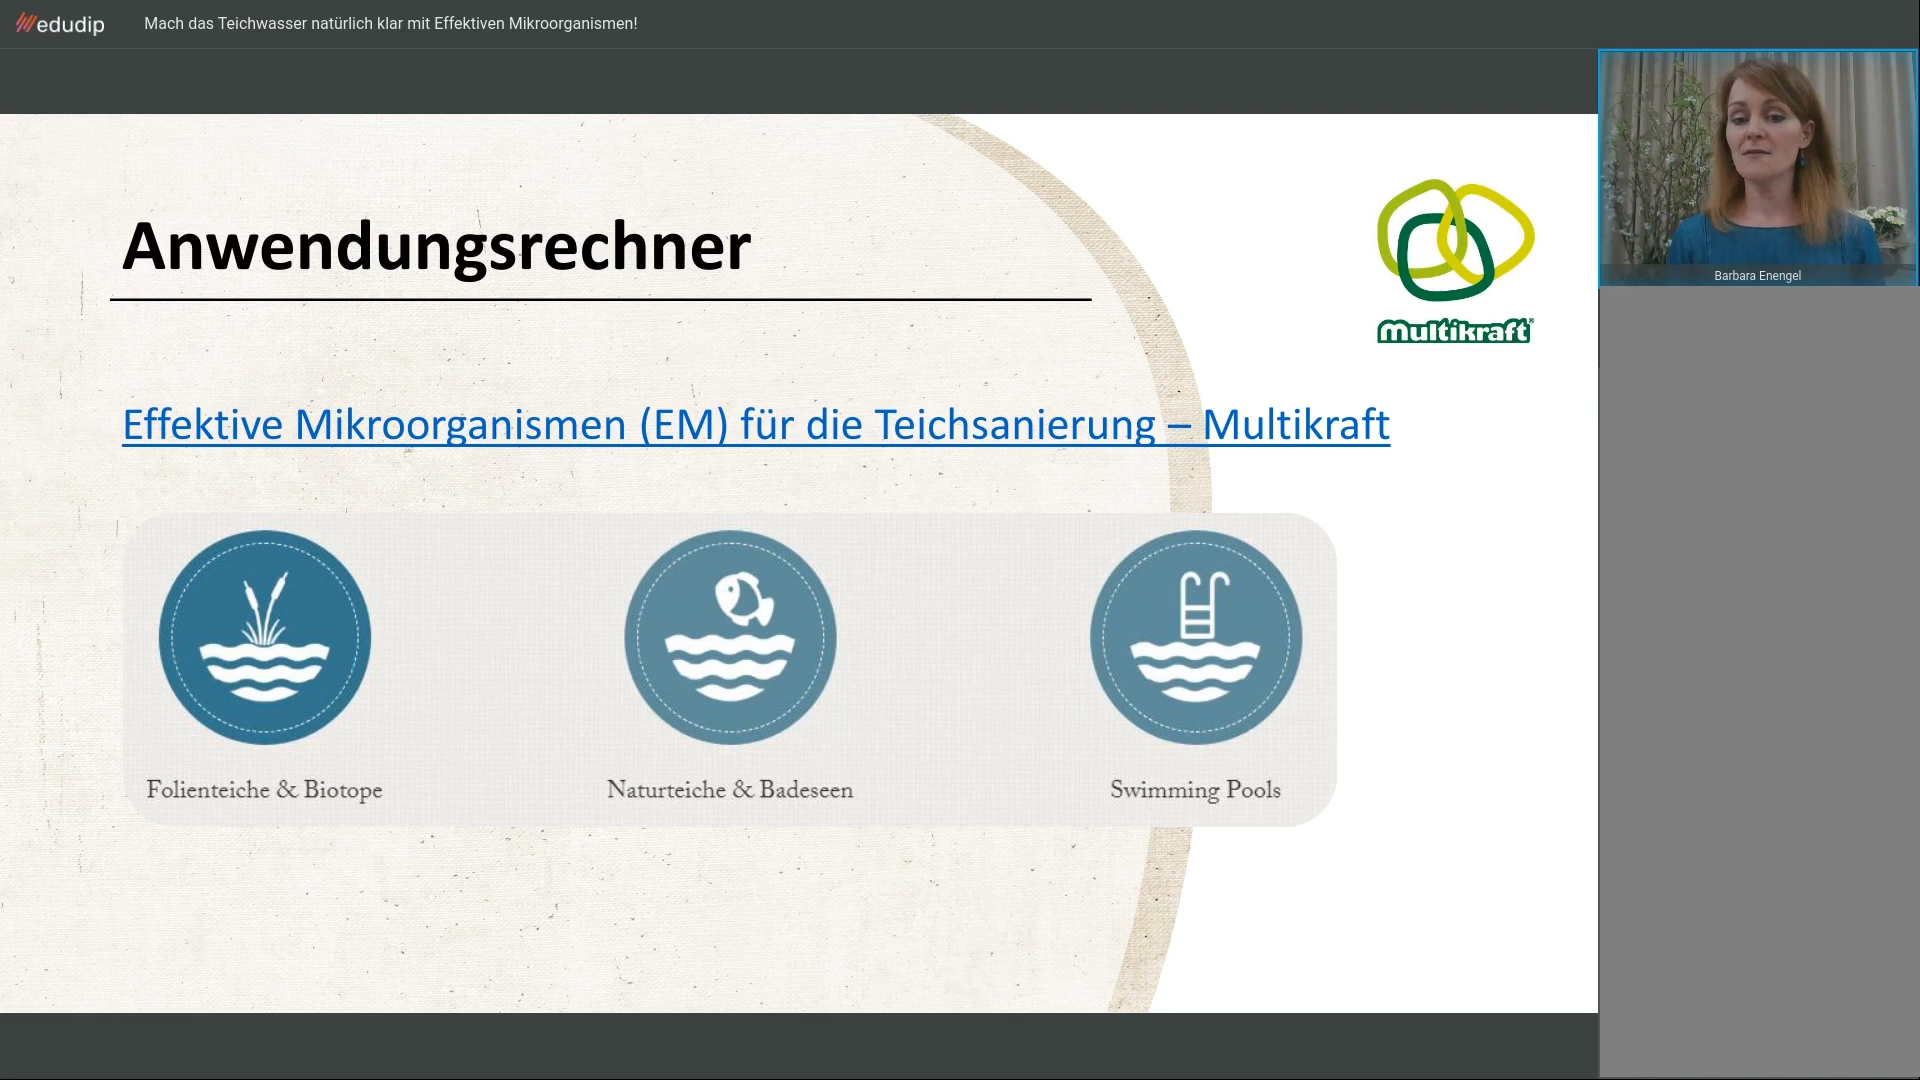 edudip
Mach das Teichwasser natürlich klar mit Effektiven Mikroorganismen!
Anwendungsrechner
multikraft®
Effektive Mikroorganismen (EM) für die Teichsanierung – Multikraft
Folienteiche & Biotope
Naturteiche & Badeseen
Swimming Pools
Barbara Enengel